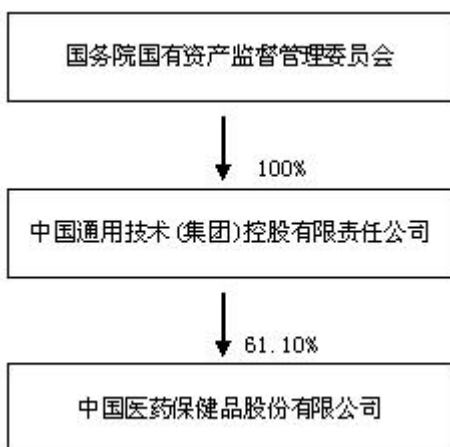 国务院国有资产监督管理委员会
100%
中国通用技术(集团)控股有限责任公司
61.10%
中国医药保健品股份有限公司